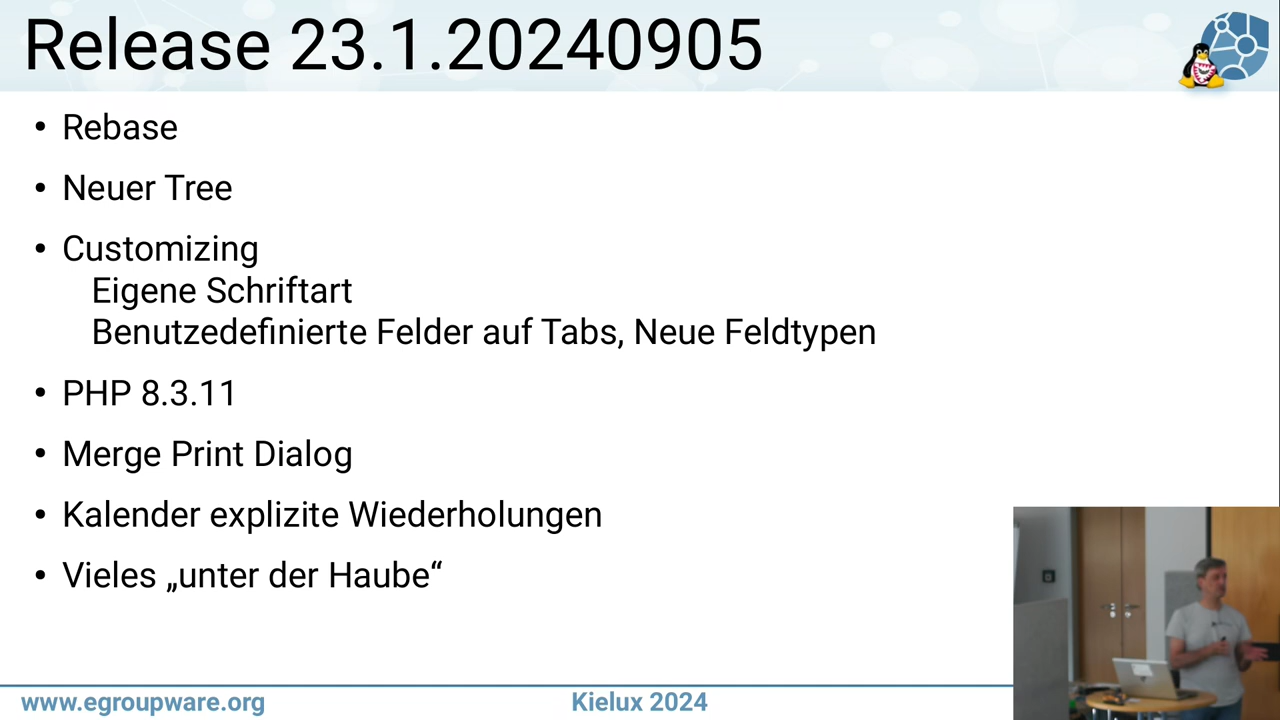 Release 23.1.20240905
• Rebase
• Neuer Tree
• Customizing
Eigene Schriftart
Benutzedefinierte Felder auf Tabs, Neue Feldtypen
• PHP 8.3.11
• Merge Print Dialog
• Kalender explizite Wiederholungen
• Vieles „unter der Haube“
www.egroupware.org
Kielux 2024